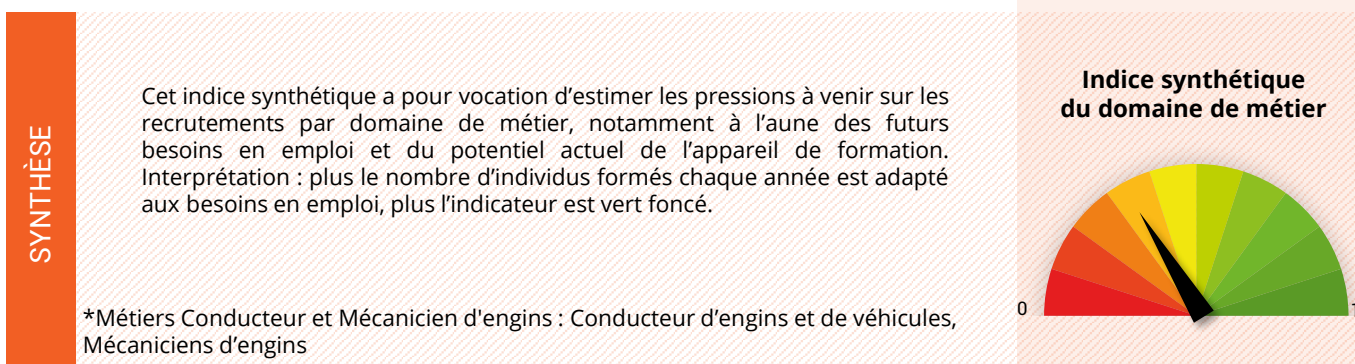 SYNTHÈSE
Cet indice synthétique a pour vocation d’estimer les pressions à venir sur les
recrutements par domaine de métier, notamment à l’aune des futurs
besoins en emploi et du potentiel actuel de l’appareil de formation.
Interprétation : plus le nombre d’individus formés chaque année est adapté
aux besoins en emploi, plus l’indicateur est vert foncé.
*Métiers Conducteur et Mécanicien d'engins : Conducteur d’engins et de véhicules,
Mécaniciens d’engins
Indice synthétique
du domaine de métier
0